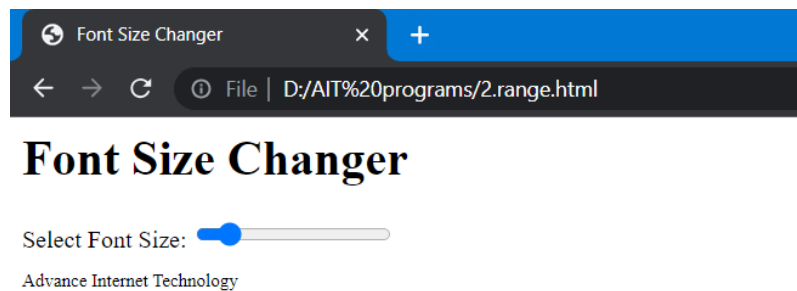 Font Size Changer
File | D:/AIT%20programs/2.range.html
Font Size Changer
Select Font Size:
Advance Internet Technology